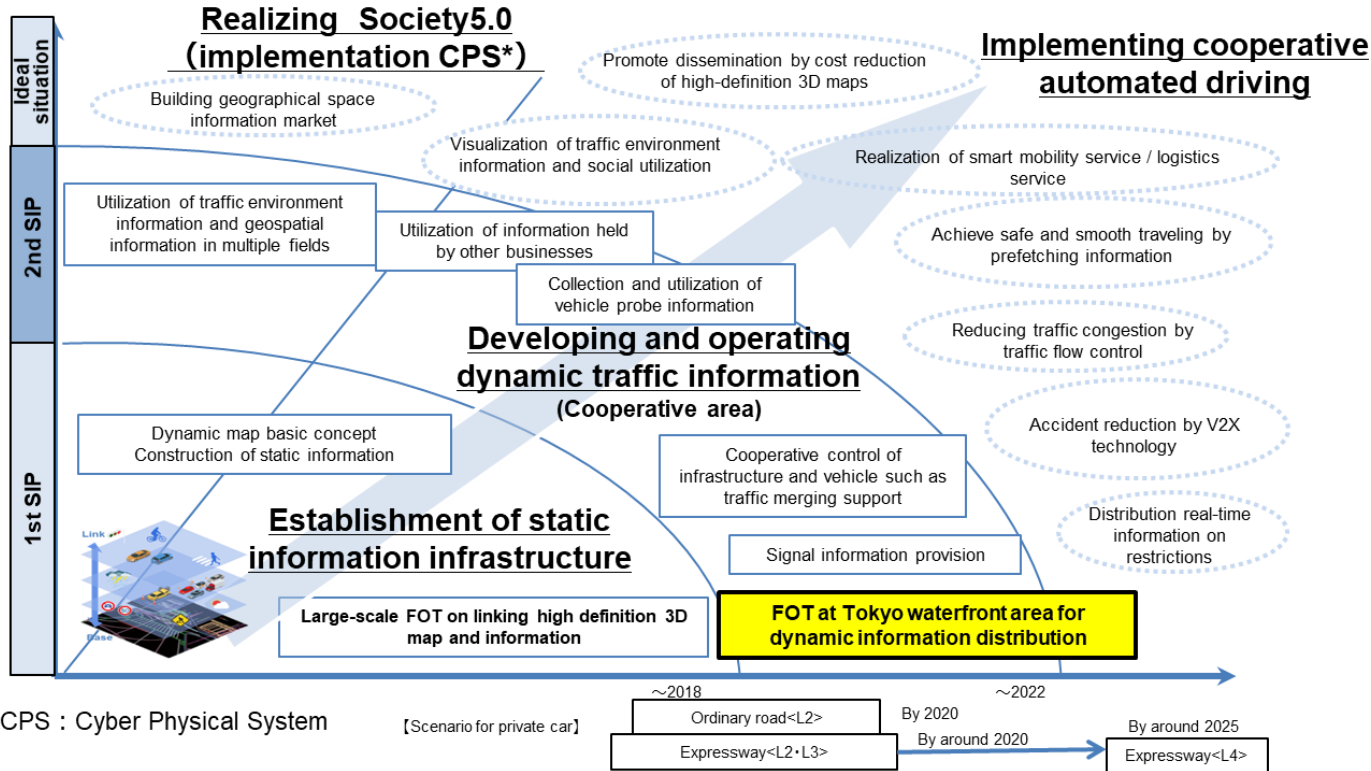 Realizing Society5.0
（implementation CPS*）
Implementing cooperative
automated driving
Ideal
situation
Promote dissemination by cost reduction
of high-definition 3D maps
Building geographical space
information market
Visualization of traffic environment
information and social utilization
Realization of smart mobility service / logistics
service
2nd SIP
Utilization of traffic environment
information and geospatial
information in multiple fields
Utilization of information held
by other businesses
Achieve safe and smooth traveling by
prefetching information
Collection and utilization of
vehicle probe information
Reducing traffic congestion by
traffic flow control
Developing and operating
dynamic traffic information
(Cooperative area)
1st SIP
Dynamic map basic concept
Construction of static information
Accident reduction by V2X
technology
Cooperative control of
infrastructure and vehicle such as
traffic merging support
Establishment of static
information infrastructure
Distribution real-time
information on
restrictions
Signal information provision
Link
Base
Large-scale FOT on linking high definition 3D
map and information
FOT at Tokyo waterfront area for
dynamic information distribution
～2018
～2022
CPS : Cyber Physical System
【Scenario for private car】
Ordinary road<L2>
By 2020
Expressway<L2・L3>
By around 2020
By around 2025
Expressway<L4>